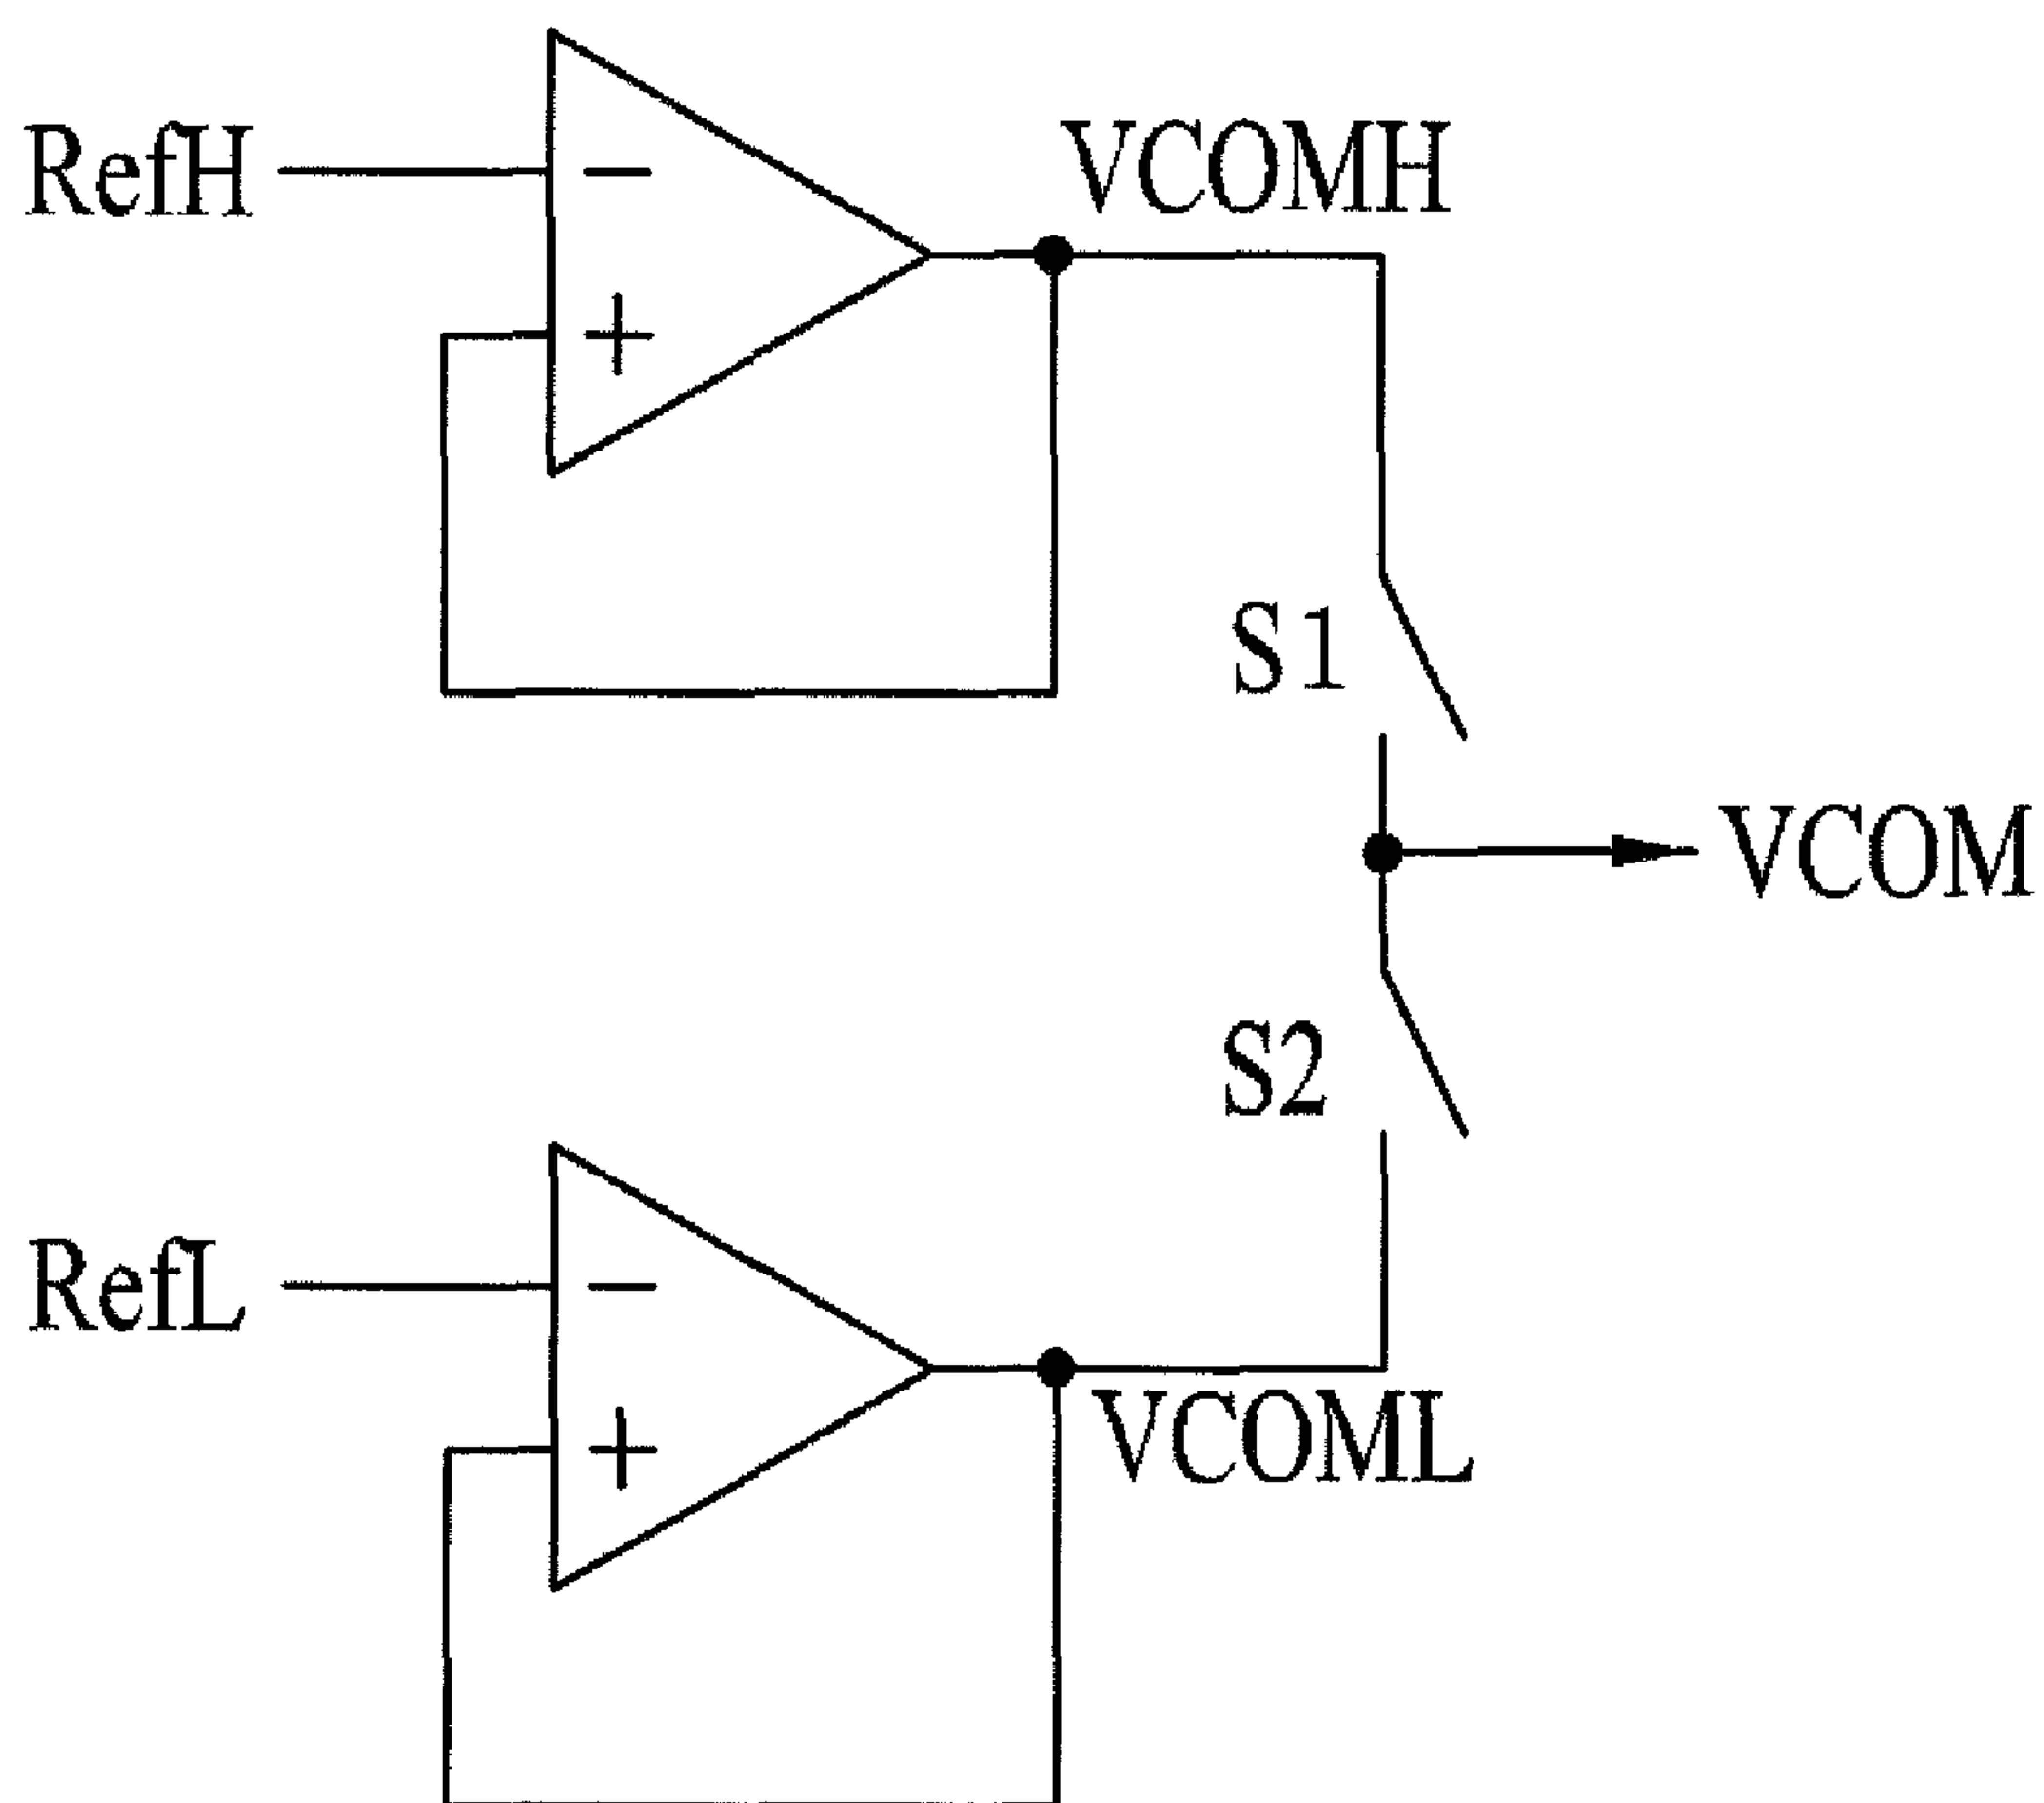 RefH
VCOMH
−
+
S1
VCOM
S2
RefL
−
VCOML
+